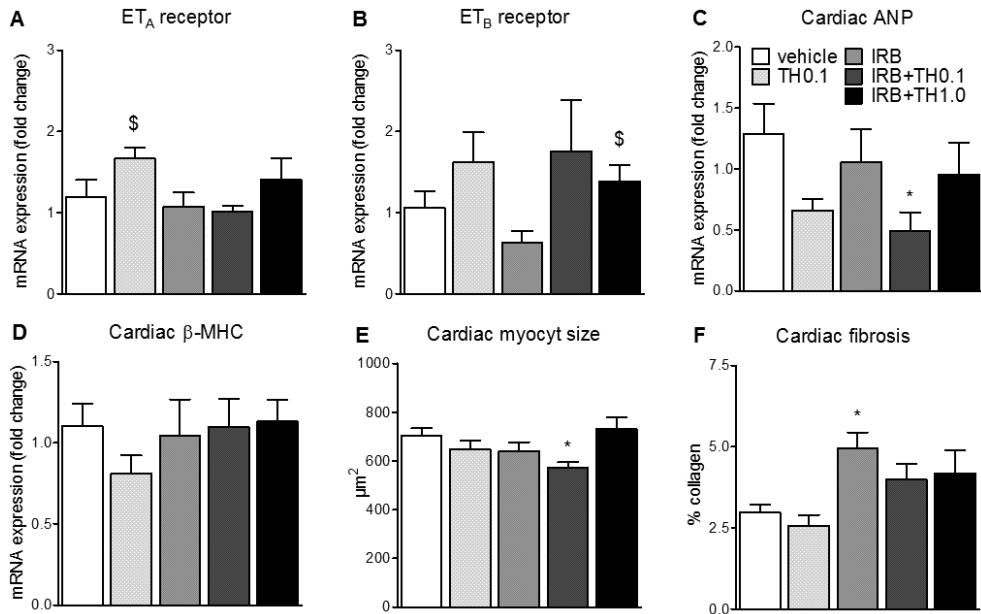 A
ET_A receptor
mRNA expression (fold change)
3
2
1
0
$
B
ET_B receptor
mRNA expression (fold change)
3
2
1
0
$
C
Cardiac ANP
mRNA expression (fold change)
2.0
1.5
1.0
0.5
0.0
vehicle
TH0.1
IRB
IRB+TH0.1
IRB+TH1.0
*
D
Cardiac β-MHC
mRNA expression (fold change)
1.5
1.0
0.5
0.0
E
Cardiac myocyt size
µm²
1000
800
600
400
200
0
*
F
Cardiac fibrosis
% collagen
7.5
5.0
2.5
0.0
*